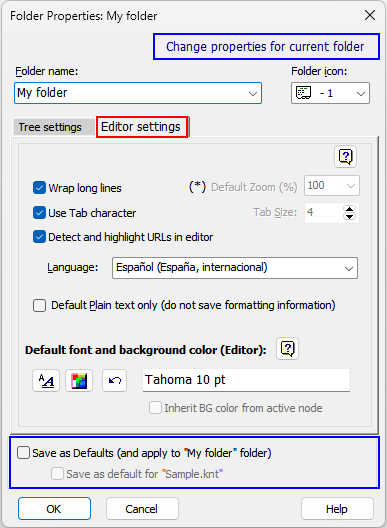 Folder Properties: My folder
Change properties for current folder
Folder name:
Folder icon:
My folder
- 1
Tree settings
Editor settings
Wrap long lines
(*) Default Zoom (%)
100
Use Tab character
Tab Size:
4
Detect and highlight URLs in editor
Language:
Español (España, internacional)
Default Plain text only (do not save formatting information)
Default font and background color (Editor):
Tahoma 10 pt
Inherit BG color from active node
Save as Defaults (and apply to "My folder" folder)
Save as default for "Sample.knt"
OK
Cancel
Help